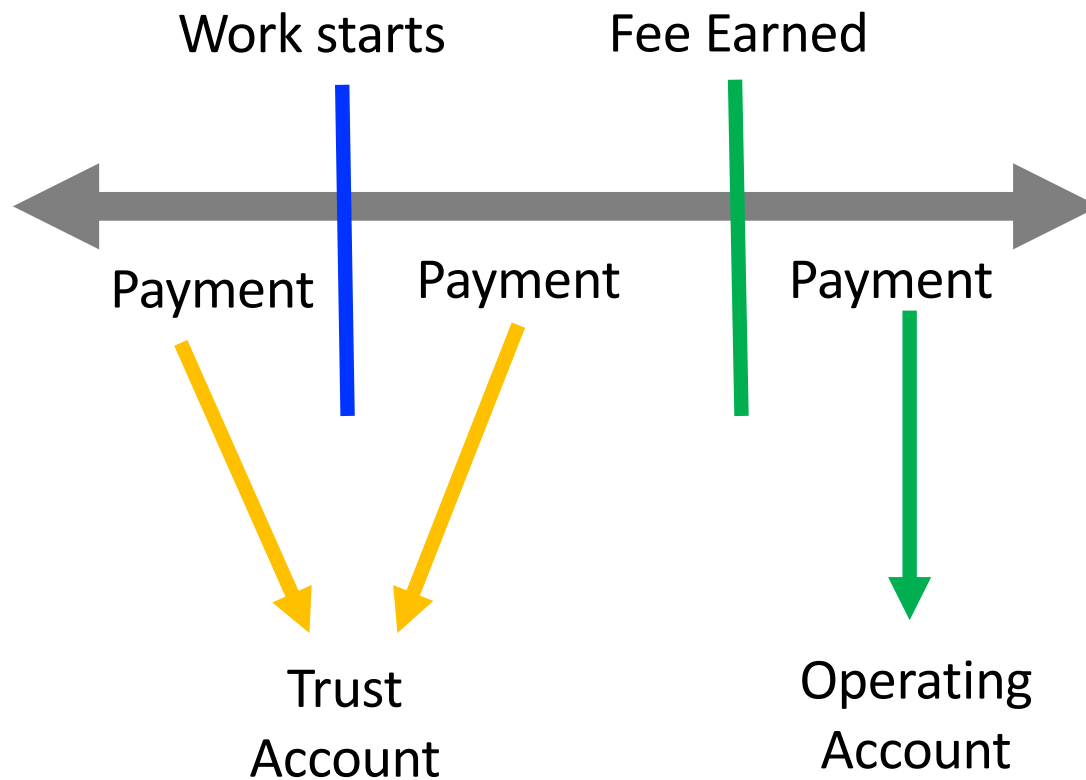 Work starts
Fee Earned
Payment
Payment
Payment
Trust
Account
Operating
Account